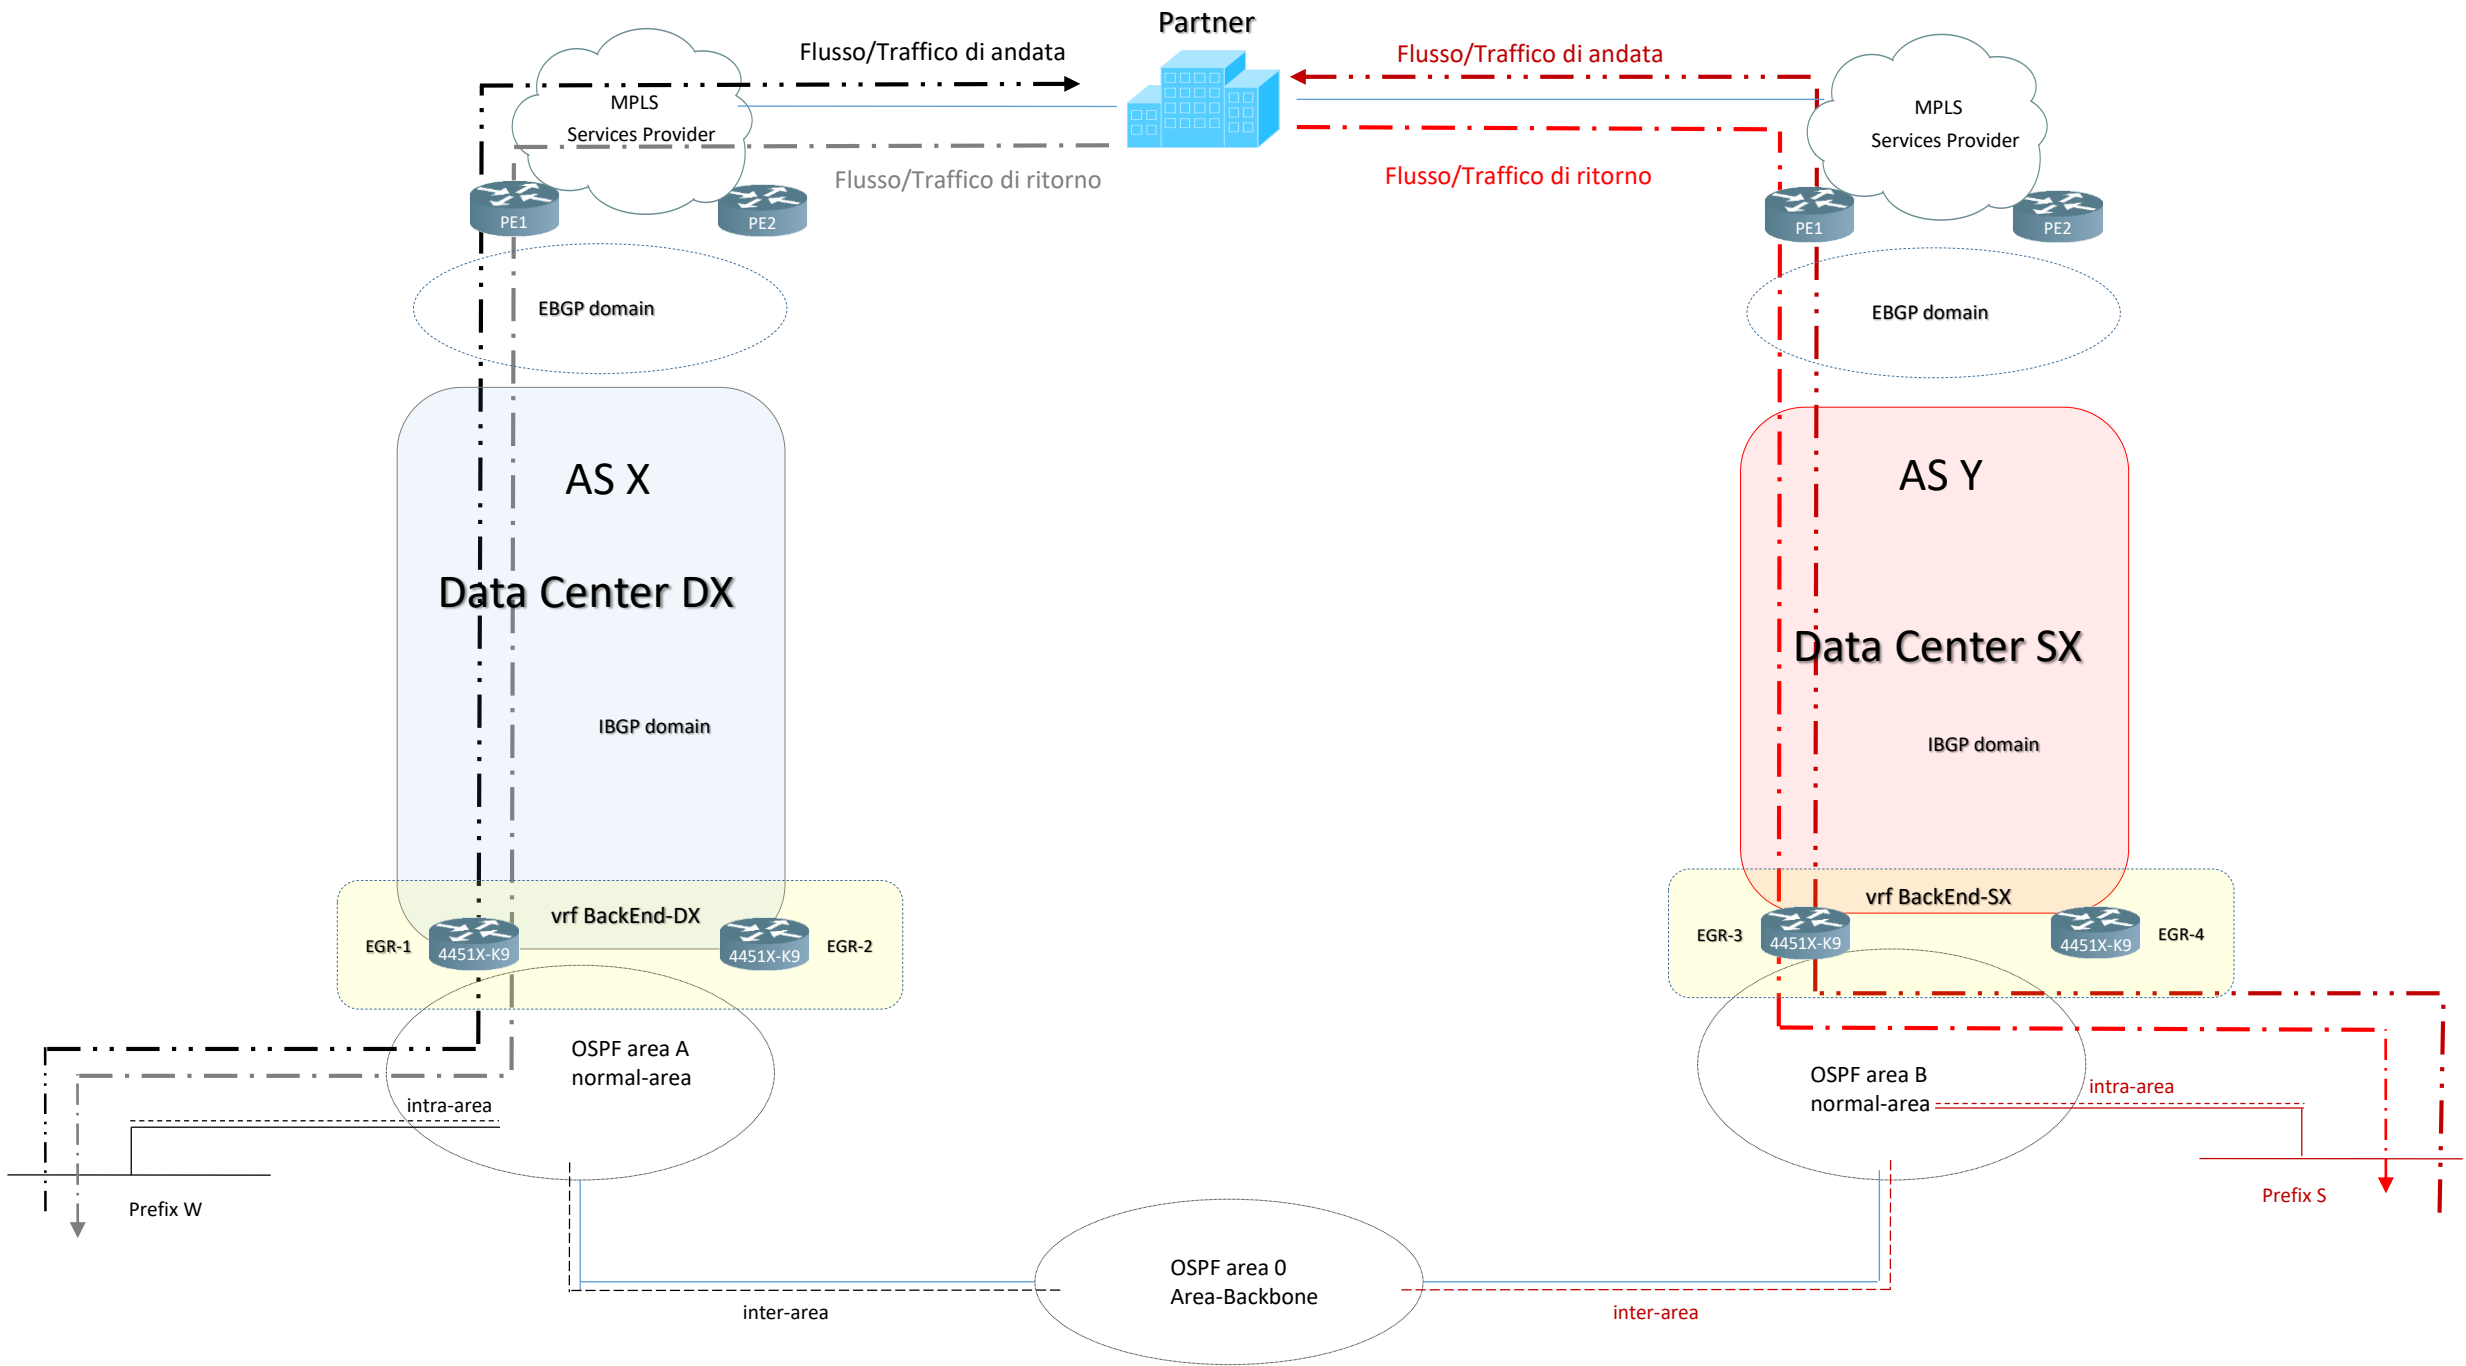 Partner
Flusso/Traffico di andata
Flusso/Traffico di andata
MPLS
Services Provider
MPLS
Services Provider
Flusso/Traffico di ritorno
Flusso/Traffico di ritorno
PE1
PE2
PE1
PE2
EBGP domain
EBGP domain
AS X
AS Y
Data Center DX
Data Center SX
IBGP domain
IBGP domain
vrf BackEnd-DX
vrf BackEnd-SX
EGR-1
4451X-K9
4451X-K9
EGR-2
EGR-3
4451X-K9
4451X-K9
EGR-4
OSPF area A
normal-area
OSPF area B
normal-area
intra-area
intra-area
Prefix W
Prefix S
OSPF area 0
Area-Backbone
inter-area
inter-area